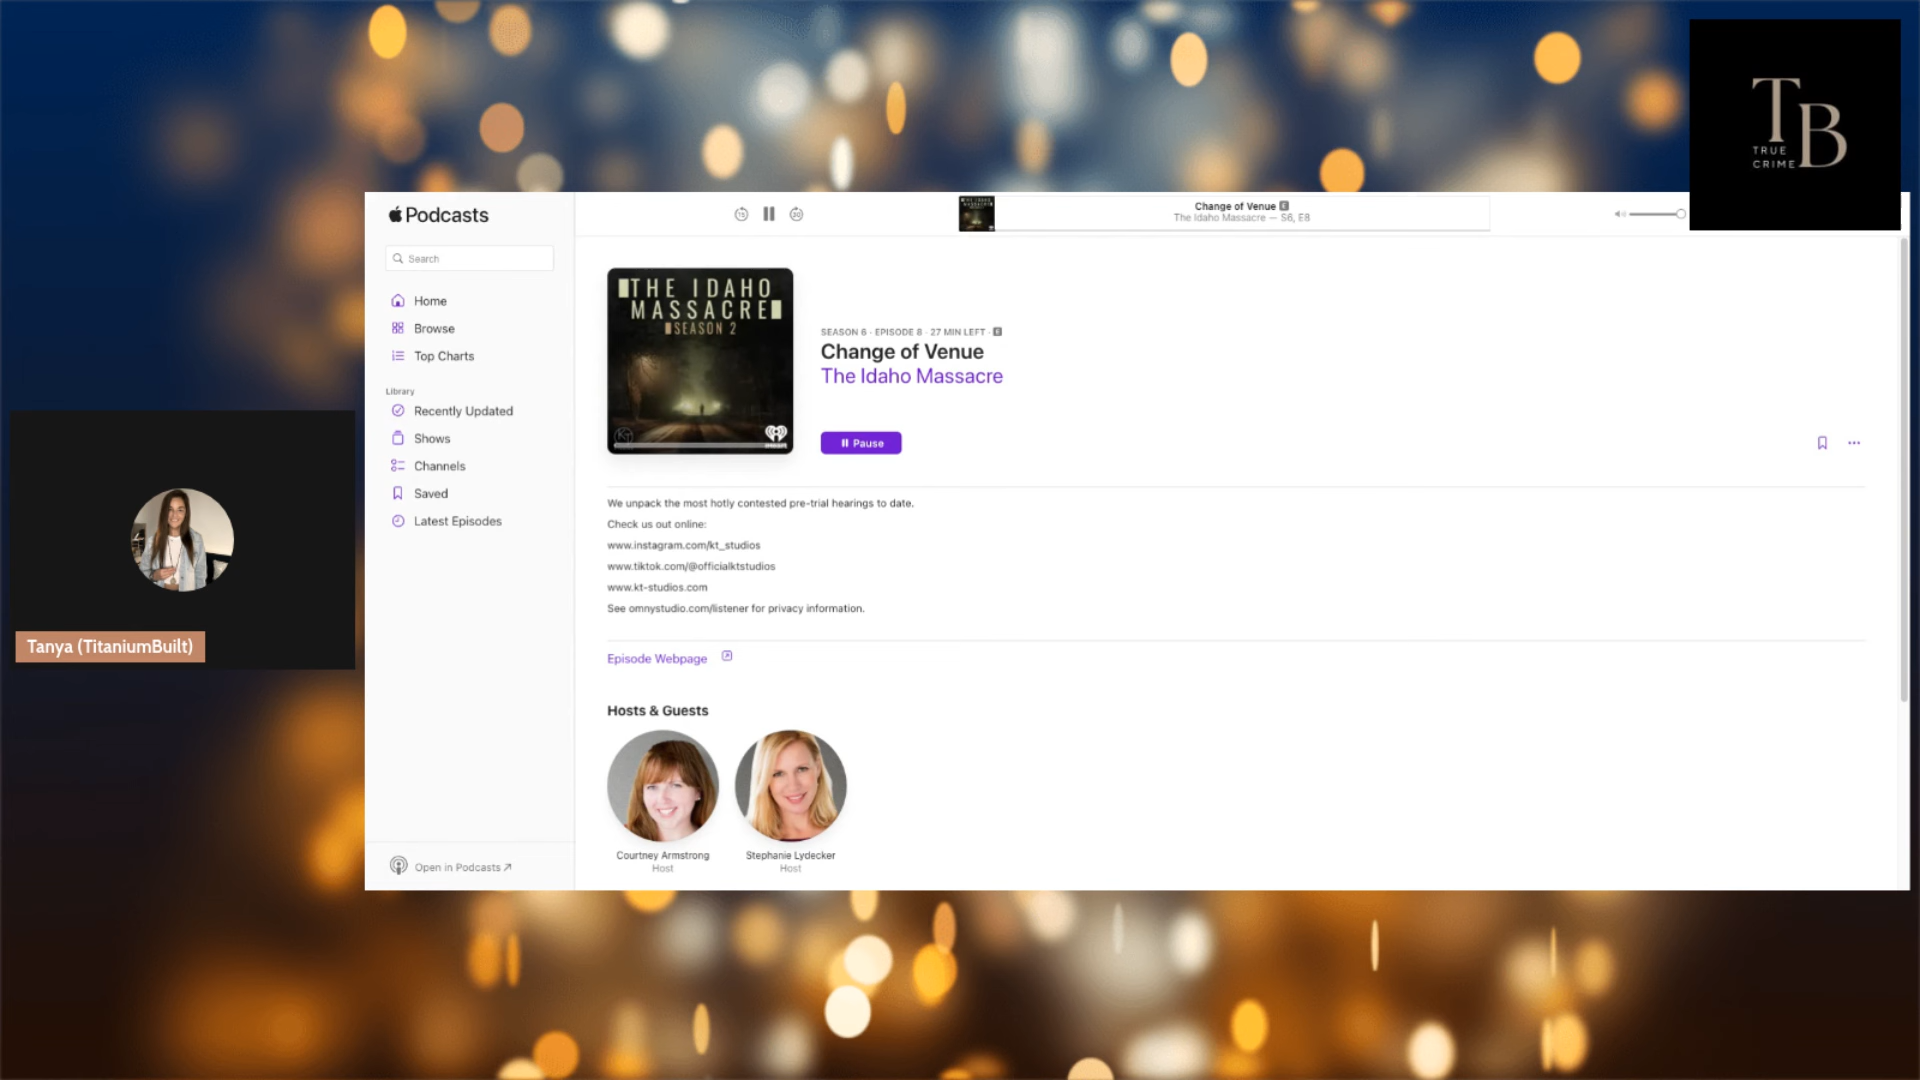 TB
TRUE
CRIME
Podcasts
15
30
Change of Venue E
The Idaho Massacre — S6, E8
Search
Home
Browse
Top Charts
Library
Recently Updated
Shows
Channels
Saved
Latest Episodes
Open in Podcasts ↗
THE IDAHO
MASSACRE
SEASON 2
KT
SEASON 6 · EPISODE 8 · 27 MIN LEFT · E
Change of Venue
The Idaho Massacre
Pause
We unpack the most hotly contested pre-trial hearings to date.
Check us out online:
www.instagram.com/kt_studios
www.tiktok.com/@officialktstudios
www.kt-studios.com
See omnystudio.com/listener for privacy information.
Episode Webpage
Hosts & Guests
Courtney Armstrong
Host
Stephanie Lydecker
Host
Tanya (TitaniumBuilt)